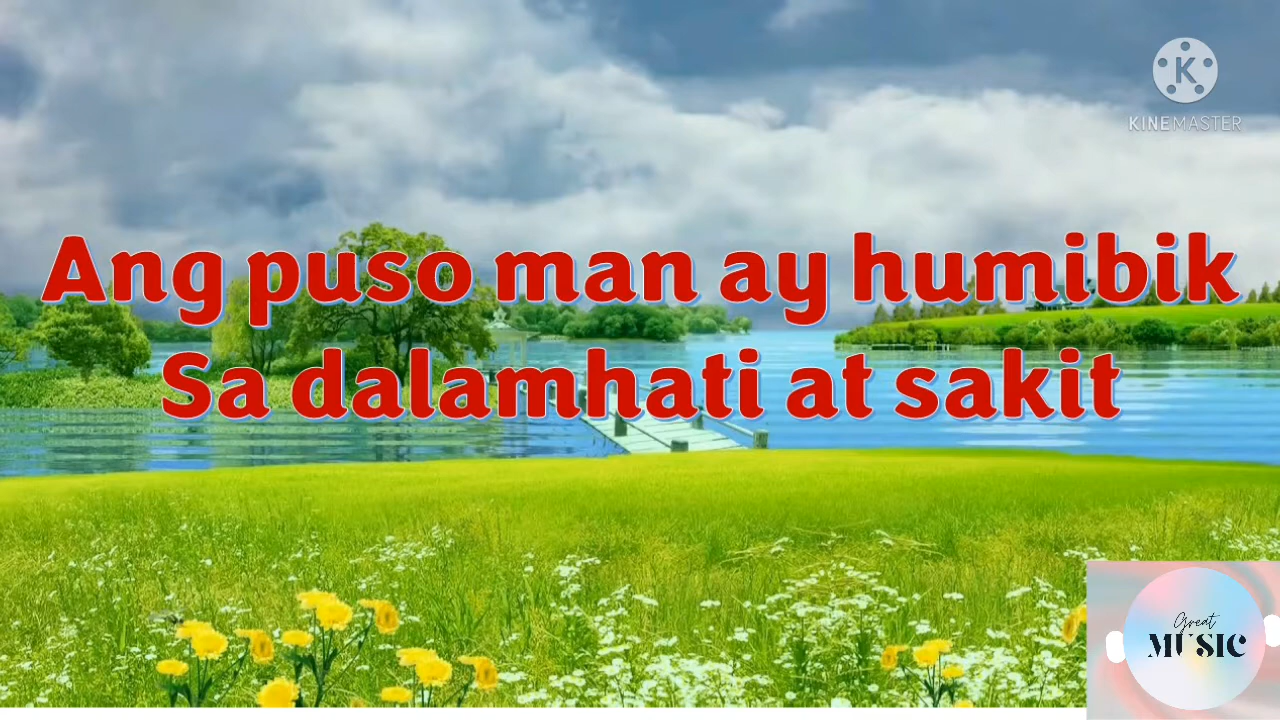 KINEMASTER
Ang puso man ay humibik
Sa dalamhati at sakit
Great
MUSIC